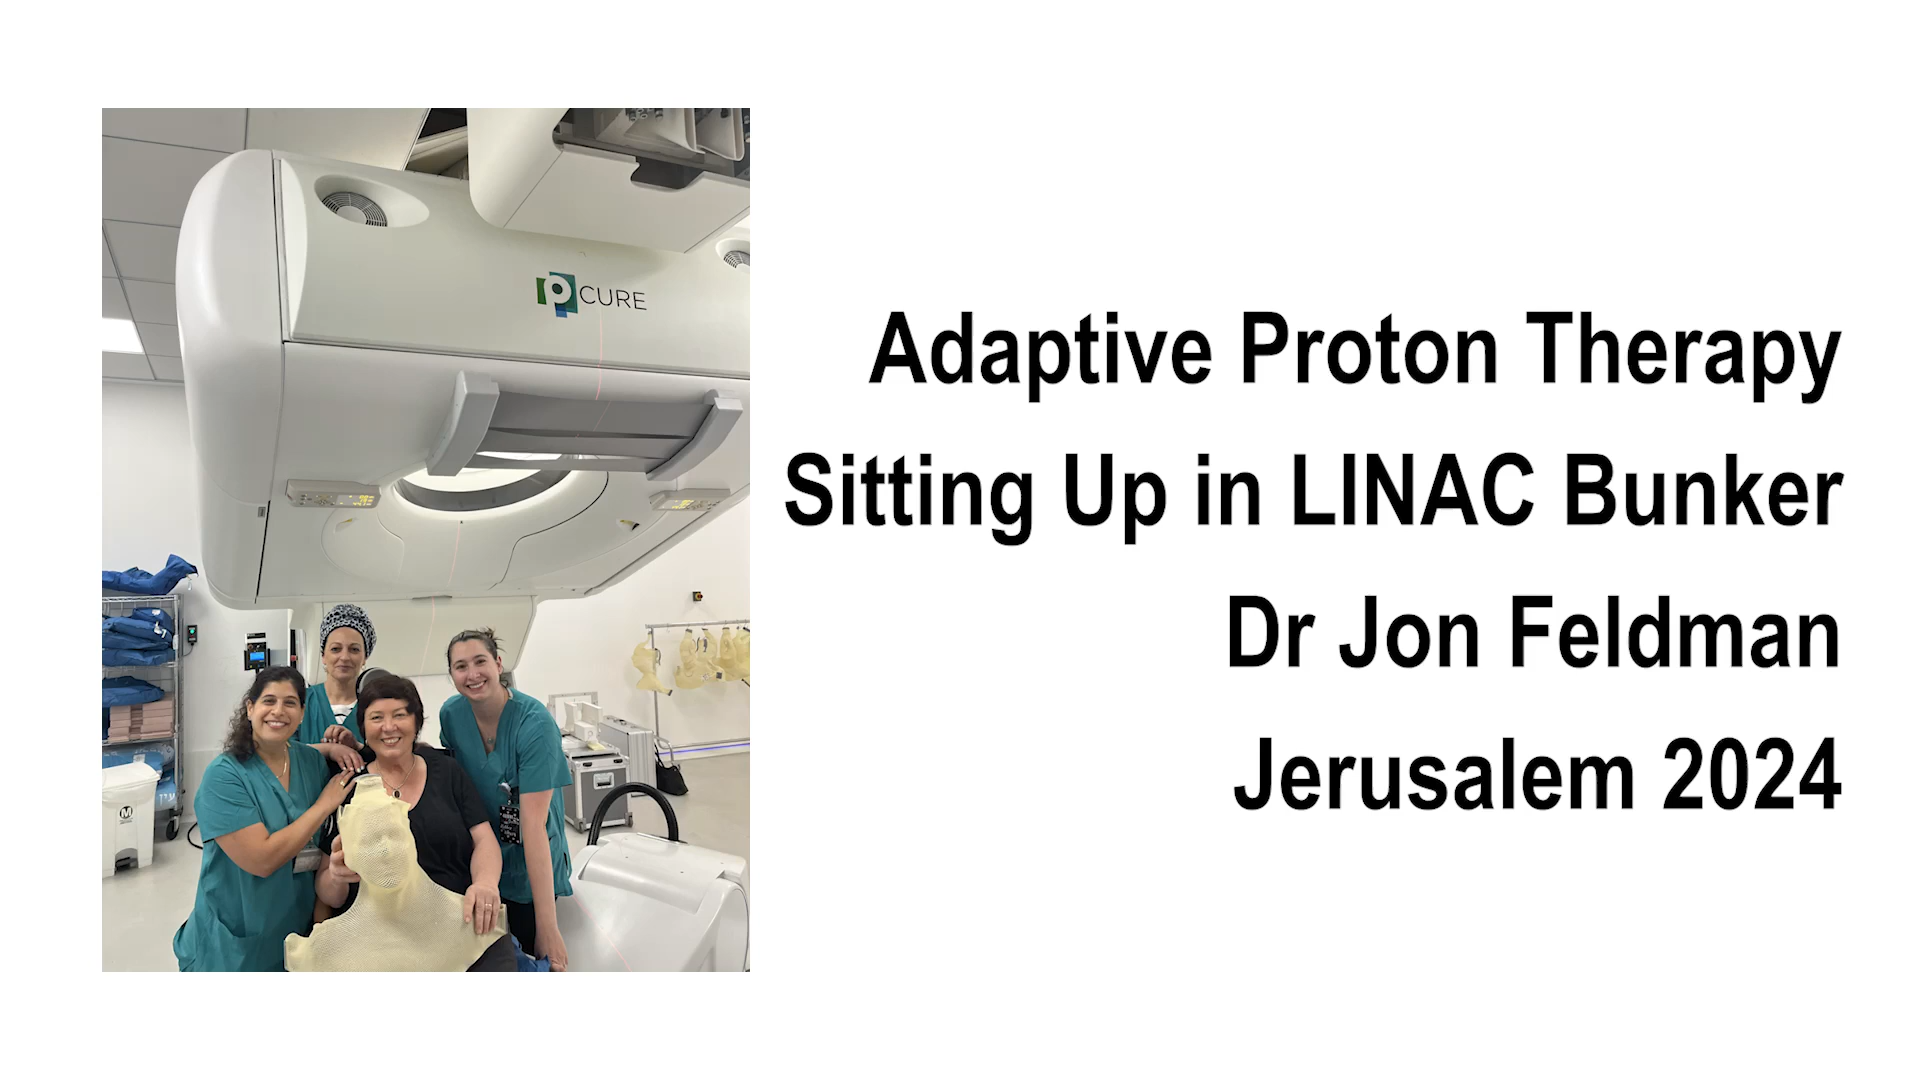 P CURE
Adaptive Proton Therapy
Sitting Up in LINAC Bunker
Dr Jon Feldman
Jerusalem 2024